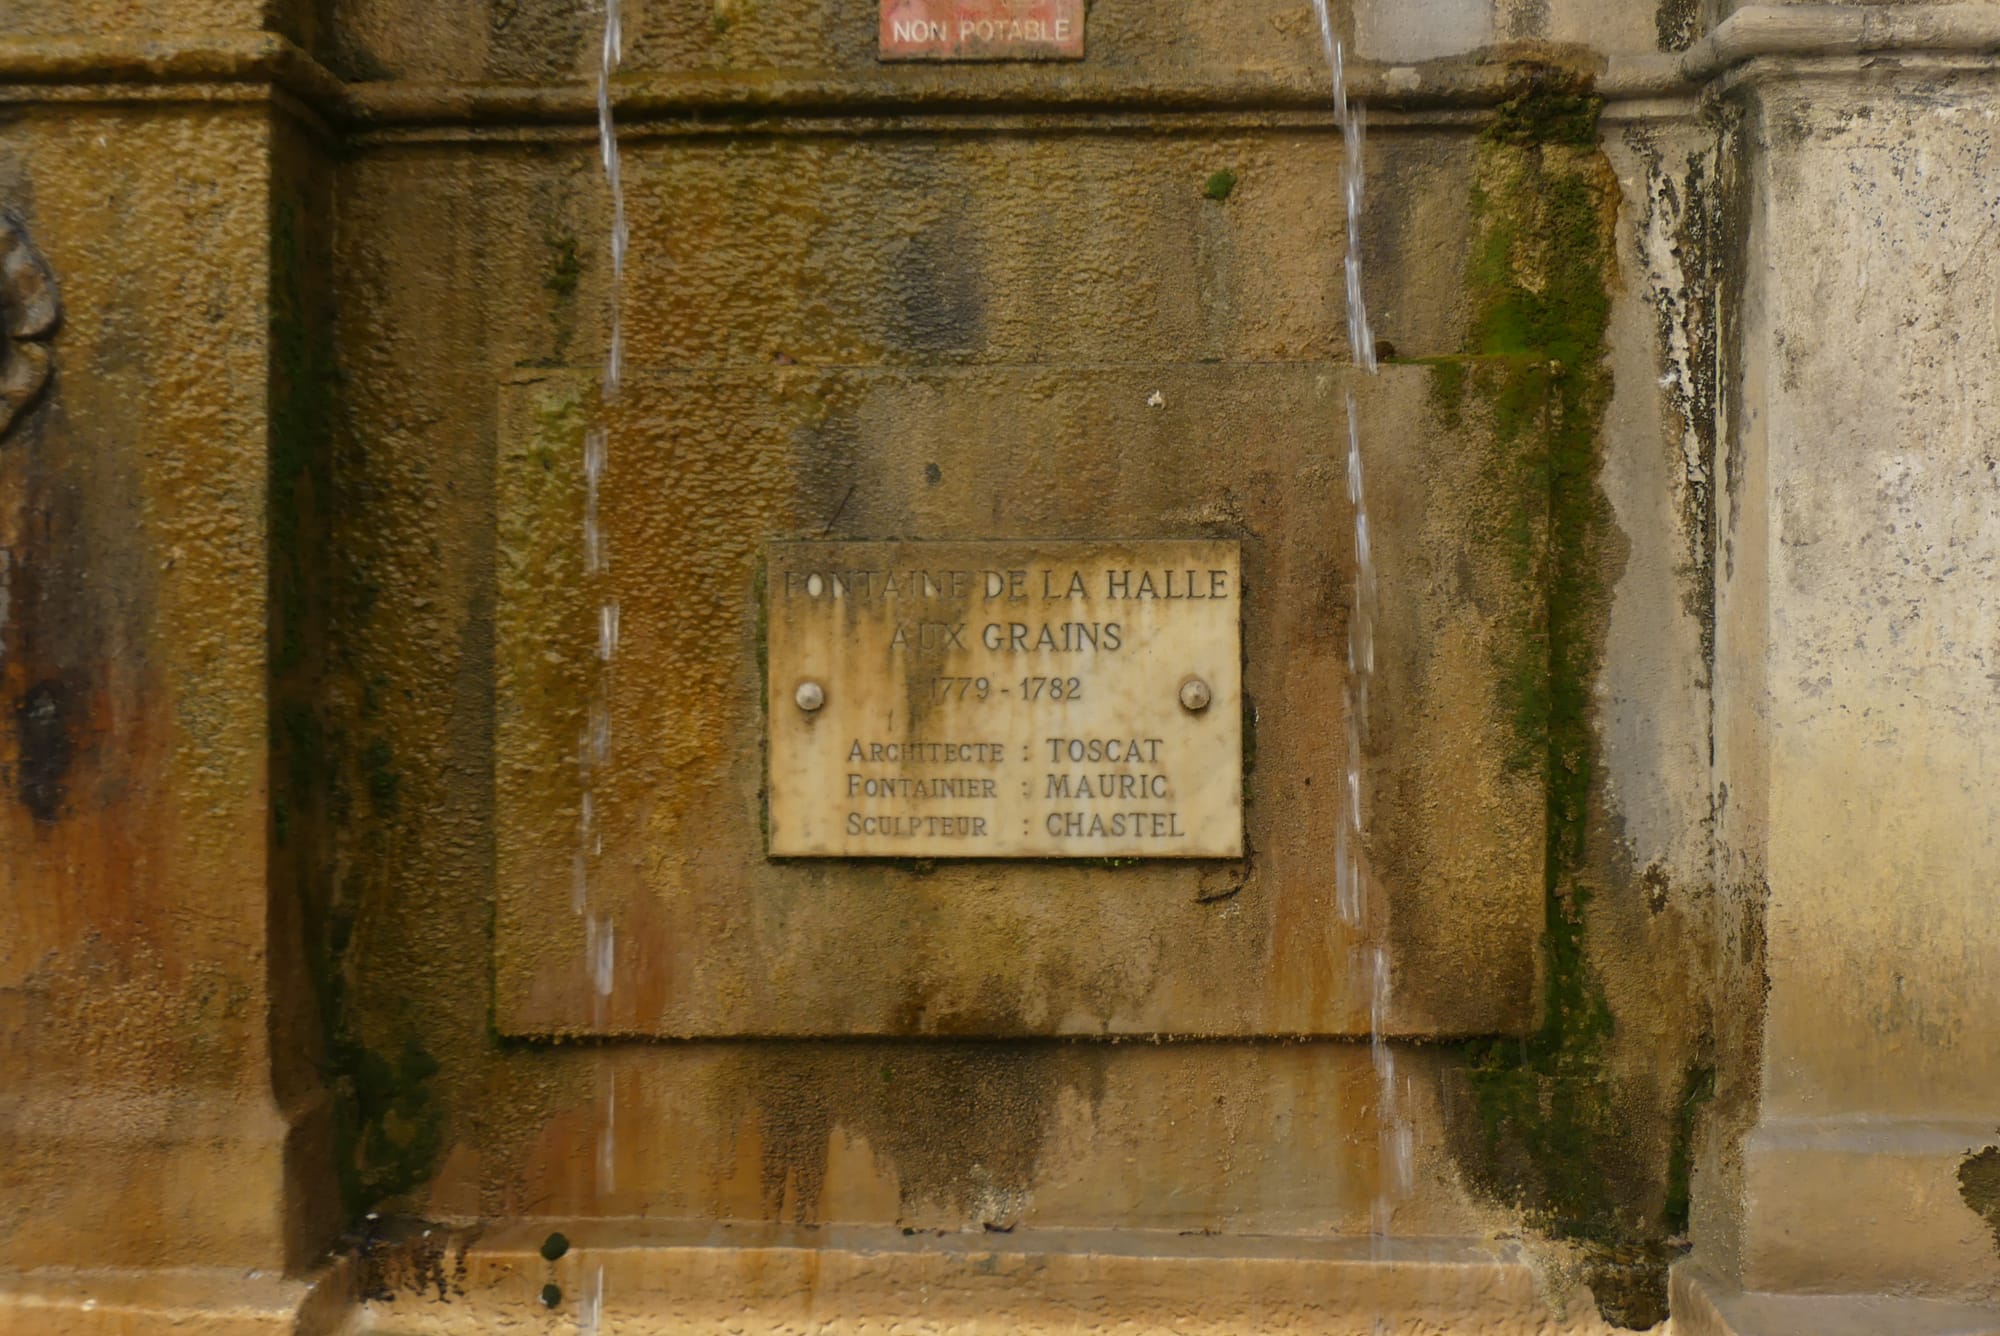 NON POTABLE
FONTAINE DE LA HALLE
AUX GRAINS
1779 - 1782
ARCHITECTE : TOSCAT
FONTAINIER : MAURIC
SCULPTEUR : CHASTEL